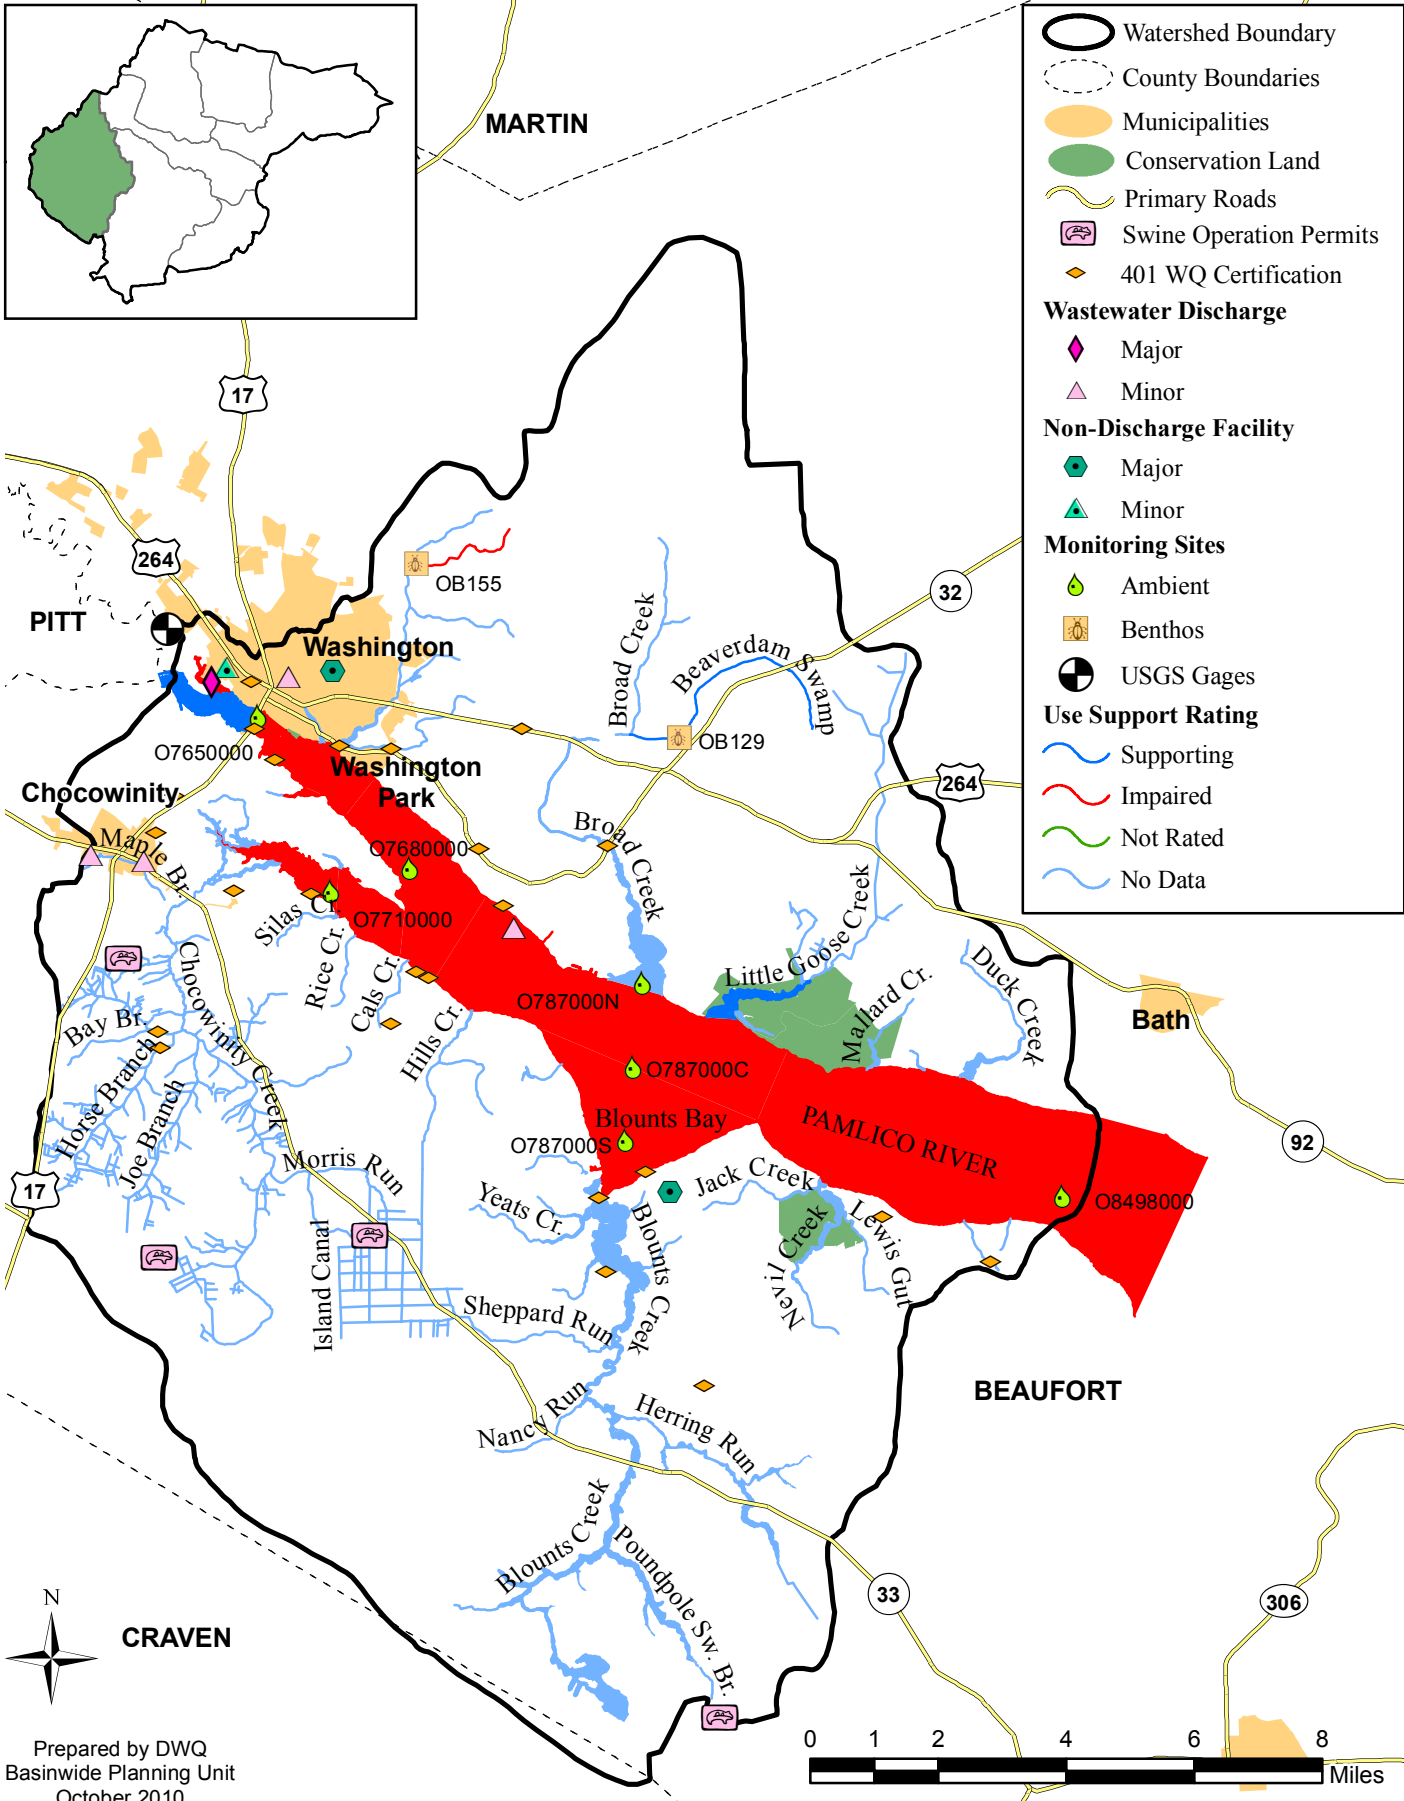 MARTIN
Watershed Boundary
County Boundaries
Municipalities
Conservation Land
Primary Roads
Swine Operation Permits
401 WQ Certification
Wastewater Discharge
Major
Minor
Non-Discharge Facility
Major
Minor
Monitoring Sites
Ambient
Benthos
USGS Gages
Use Support Rating
Supporting
Impaired
Not Rated
No Data
17
264
OB155
32
PITT
Washington
Broad Creek
Beaverdam Swamp
OB129
O7650000
Washington
Park
264
Chocowinity
Maple Br.
O7680000
Broad Creek
Silas Cr.
O7710000
Rice Cr.
Cals Cr.
Hills Cr.
Chocowinity Creek
O787000N
Little Goose Creek
Mallard Cr.
Duck Creek
Bath
Bay Br.
Horse Branch
Joe Branch
O787000C
Blounts Bay
O787000S
PAMLICO RIVER
92
17
Morris Run
Island Canal
Yeats Cr.
Blounts Creek
Jack Creek
Nevil Creek
Lewis Gut
O8498000
Sheppard Run
Nancy Run
Herring Run
BEAUFORT
Blounts Creek
Poundpole Sw. Br.
33
306
N
CRAVEN
0 1 2 4 6 8
Miles
Prepared by DWQ
Basinwide Planning Unit
October 2010